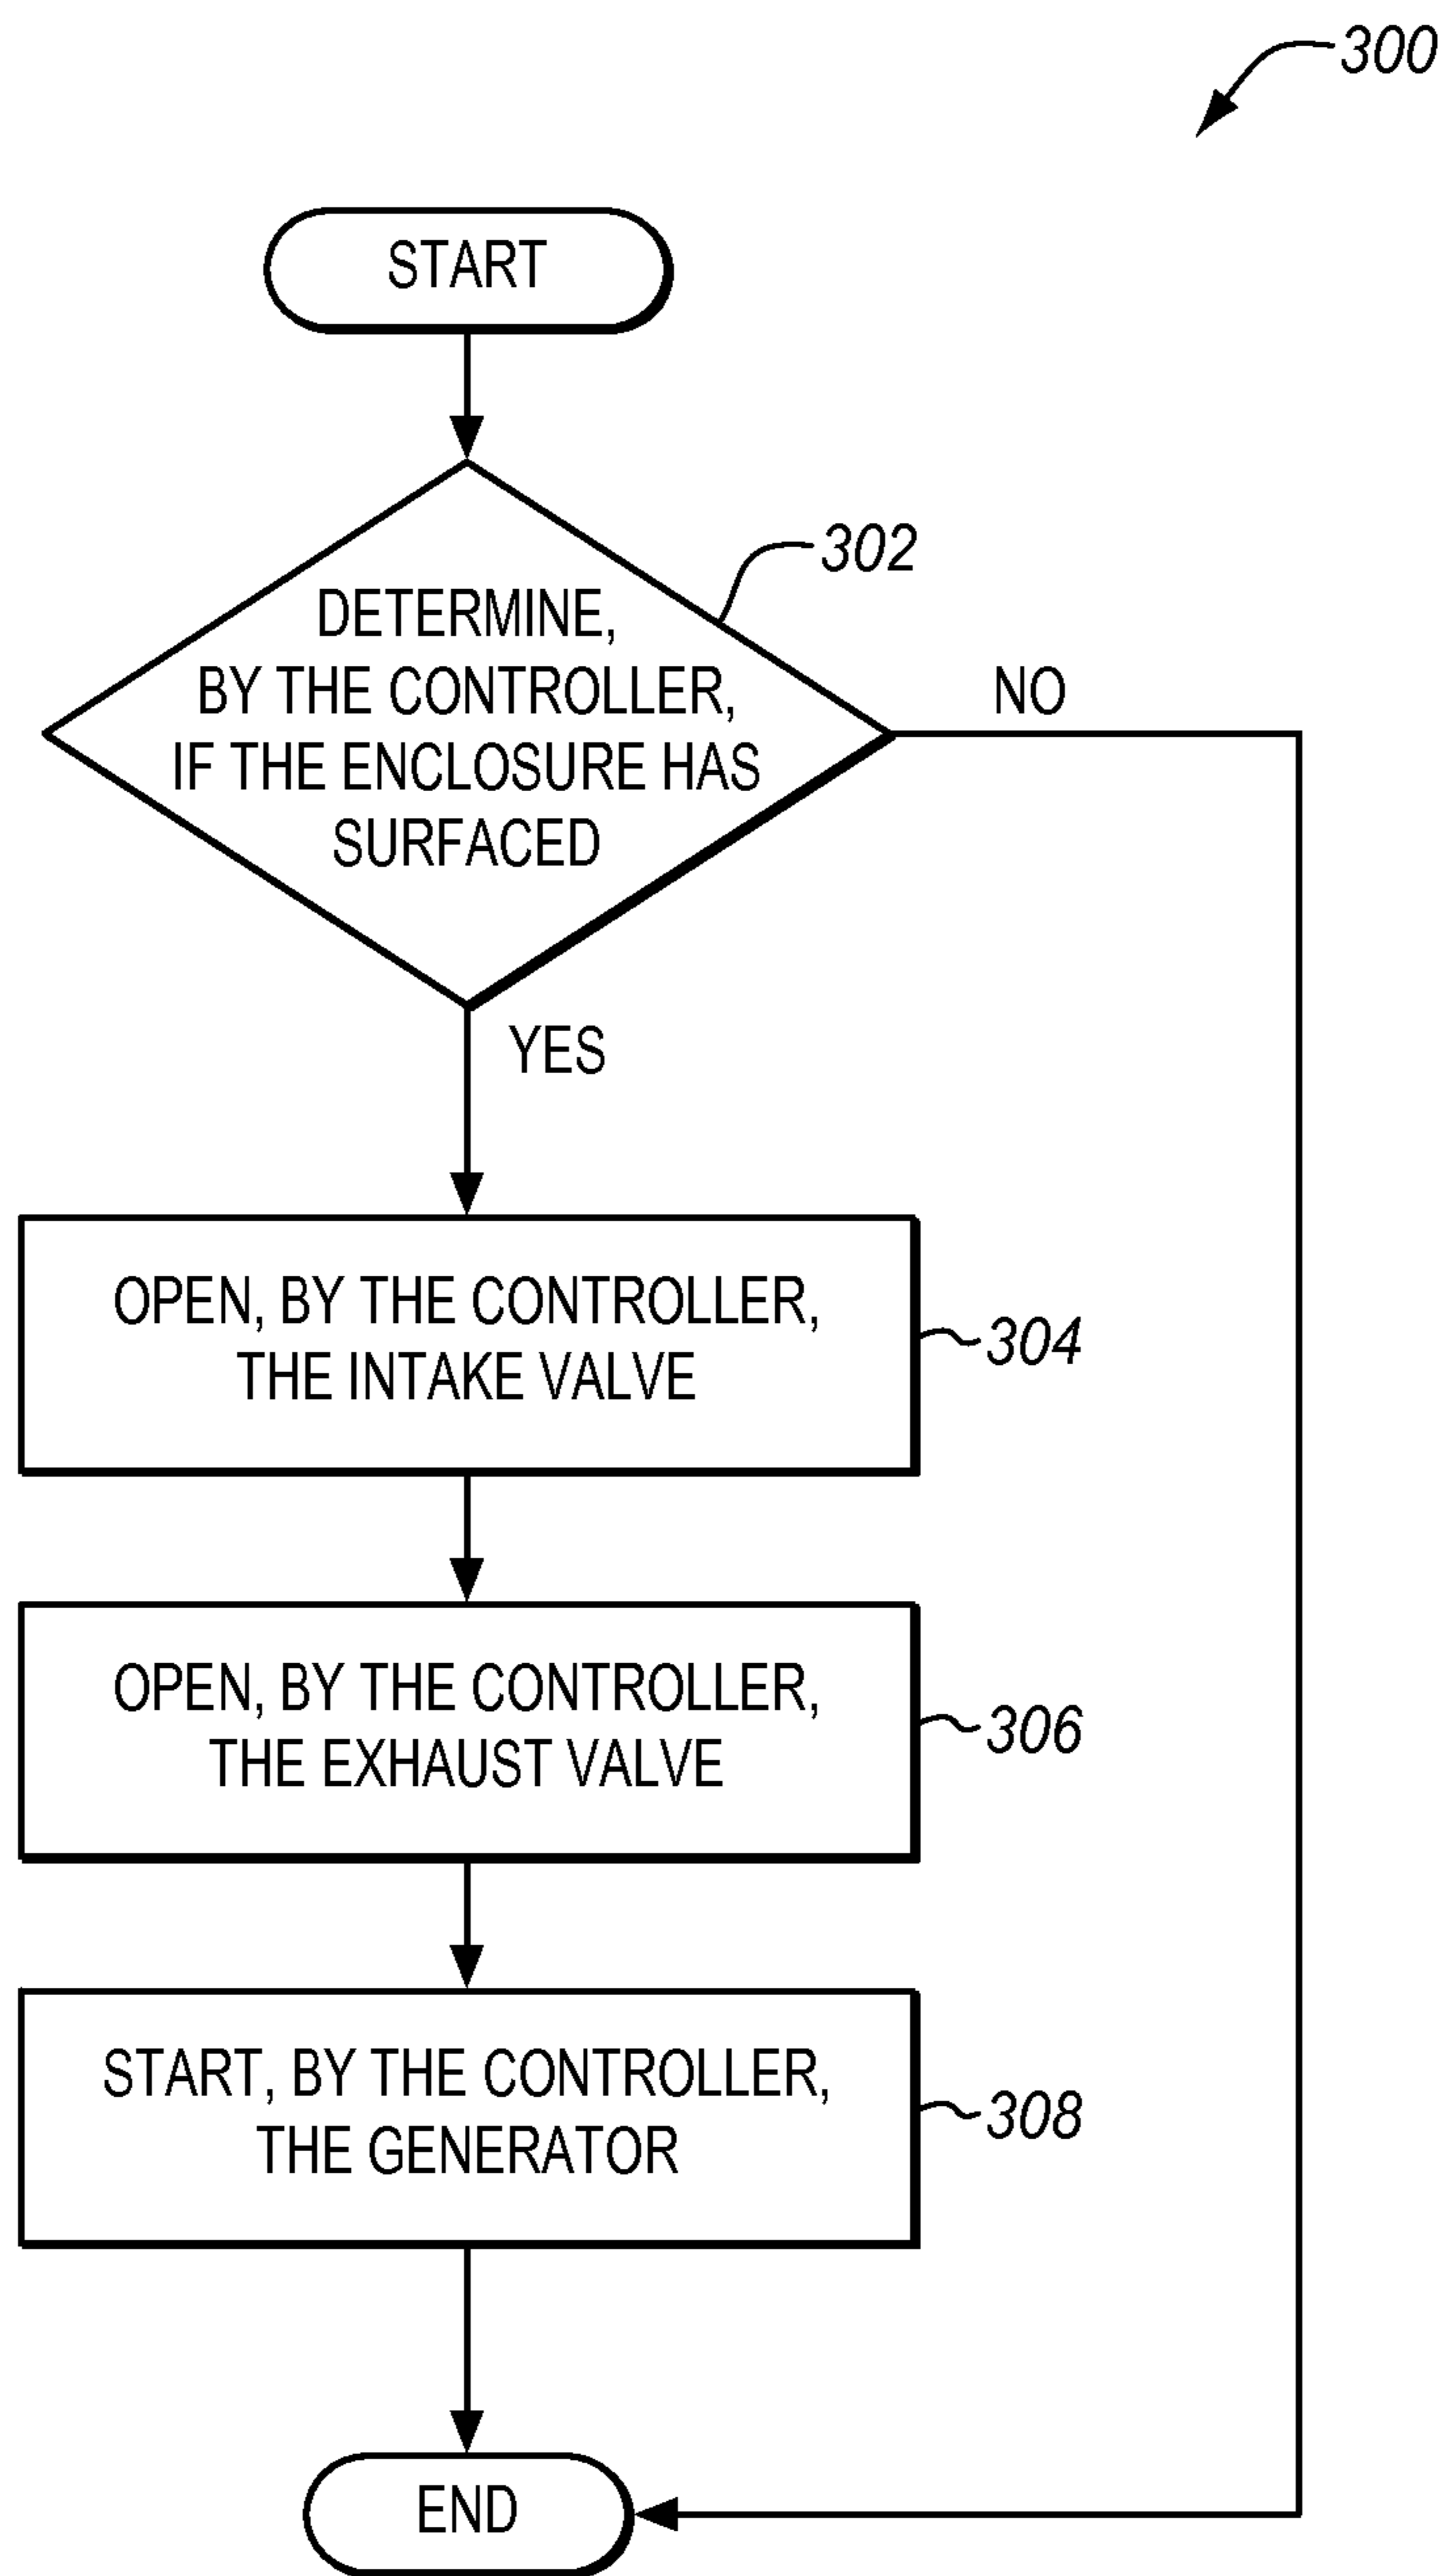 300
START
302
DETERMINE,
BY THE CONTROLLER,
IF THE ENCLOSURE HAS
SURFACED
NO
YES
OPEN, BY THE CONTROLLER,
THE INTAKE VALVE
304
OPEN, BY THE CONTROLLER,
THE EXHAUST VALVE
306
START, BY THE CONTROLLER,
THE GENERATOR
308
END